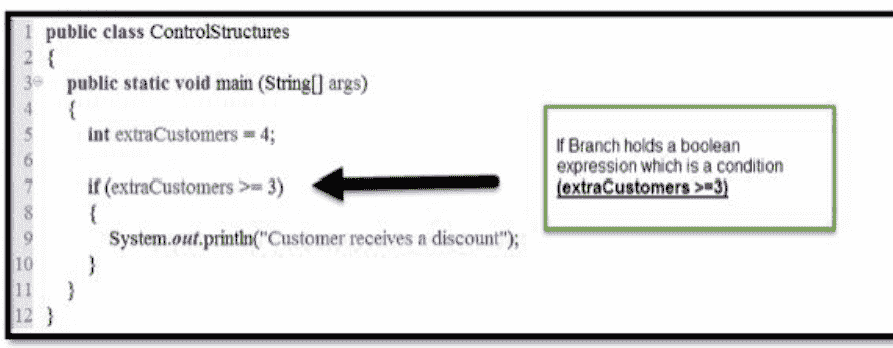 1 public class ControlStructures
2 {
3 public static void main (String[] args)
4 {
5 int extraCustomers = 4;
6
7 if (extraCustomers >= 3)
8 {
9 System.out.println("Customer receives a discount");
10 }
11 }
12 }
If Branch holds a boolean
expression which is a condition
(extraCustomers >=3)